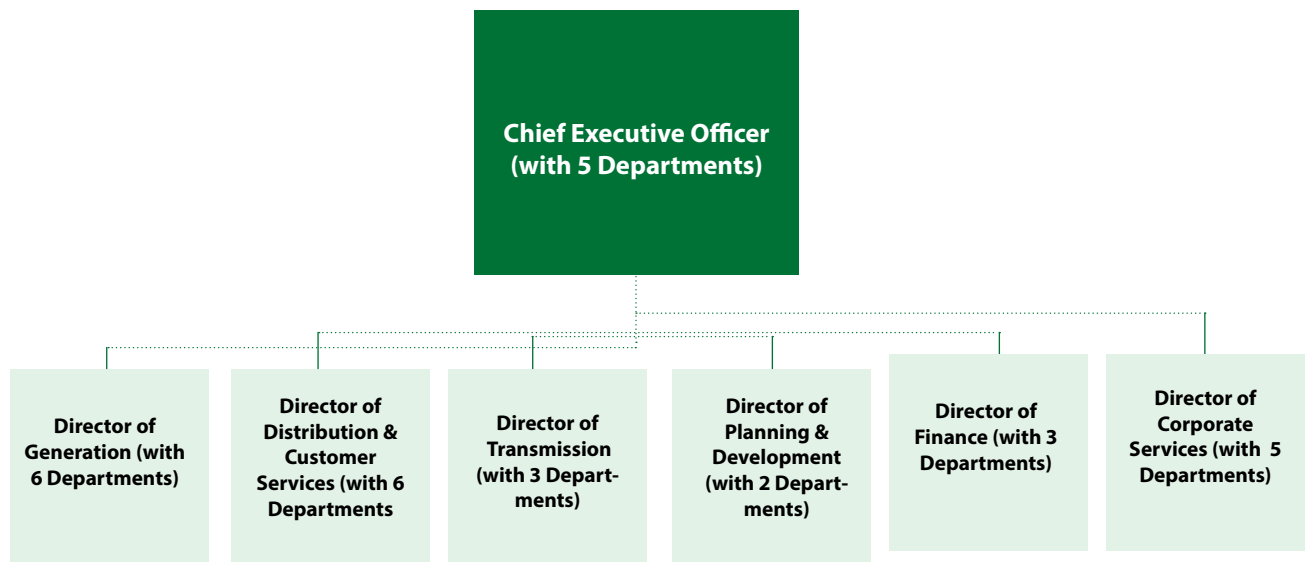 Chief Executive Officer
(with 5 Departments)
Director of
Generation (with
6 Departments)
Director of
Distribution &
Customer
Services (with 6
Departments
Director of
Transmission
(with 3 Depart-
ments)
Director of
Planning &
Development
(with 2 Depart-
ments)
Director of
Finance (with 3
Departments)
Director of
Corporate
Services (with  5
Departments)